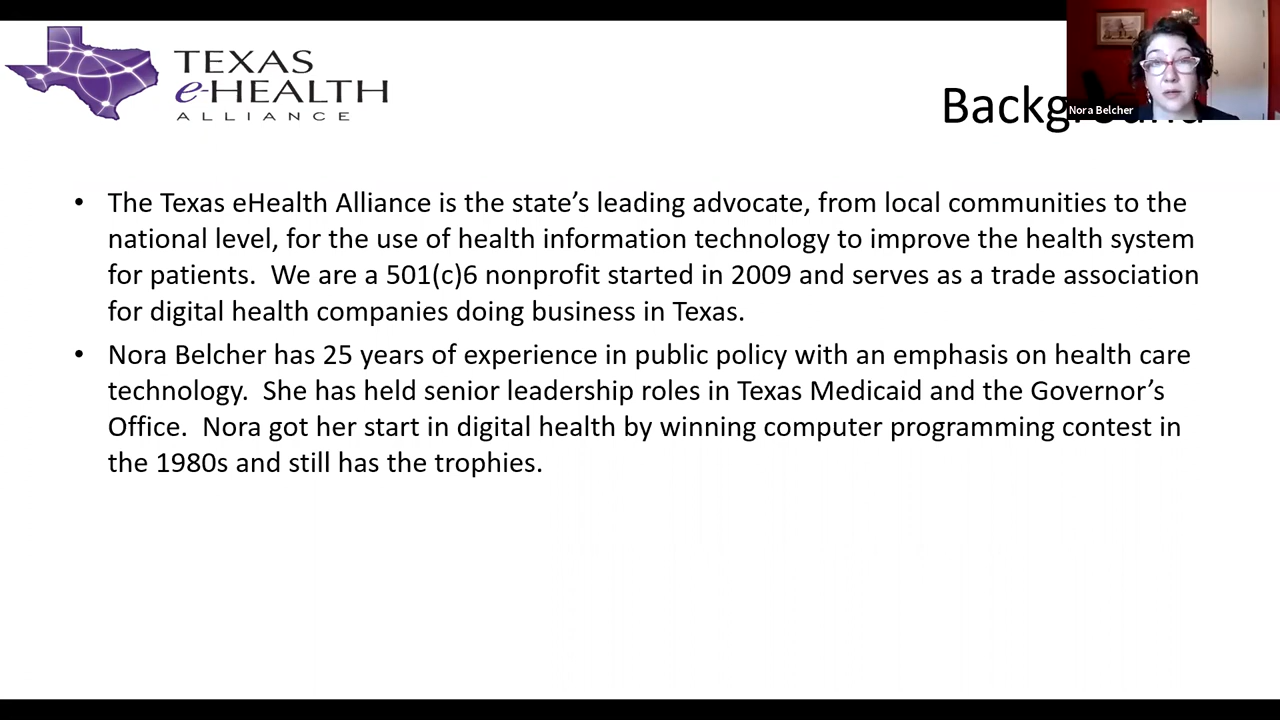 TEXAS
e-HEALTH
ALLIANCE
Nora Belcher
• The Texas eHealth Alliance is the state’s leading advocate, from local communities to the
national level, for the use of health information technology to improve the health system
for patients.  We are a 501(c)6 nonprofit started in 2009 and serves as a trade association
for digital health companies doing business in Texas.
• Nora Belcher has 25 years of experience in public policy with an emphasis on health care
technology.  She has held senior leadership roles in Texas Medicaid and the Governor’s
Office.  Nora got her start in digital health by winning computer programming contest in
the 1980s and still has the trophies.